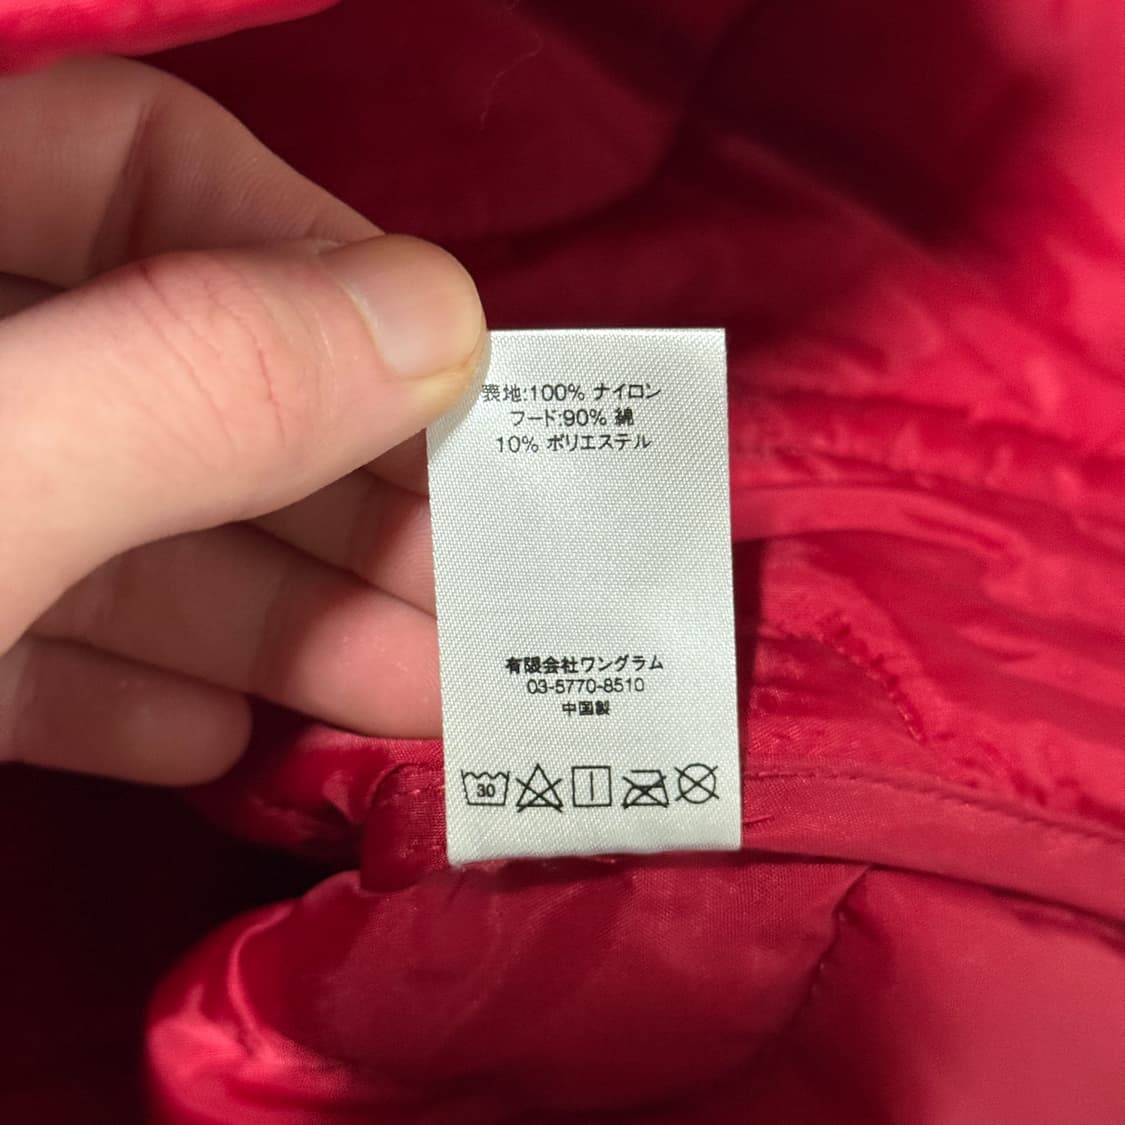 表地:100% ナイロン
フード:90% 綿
10% ポリエステル
有限会社ワングラム
03-5770-8510
中国製
30